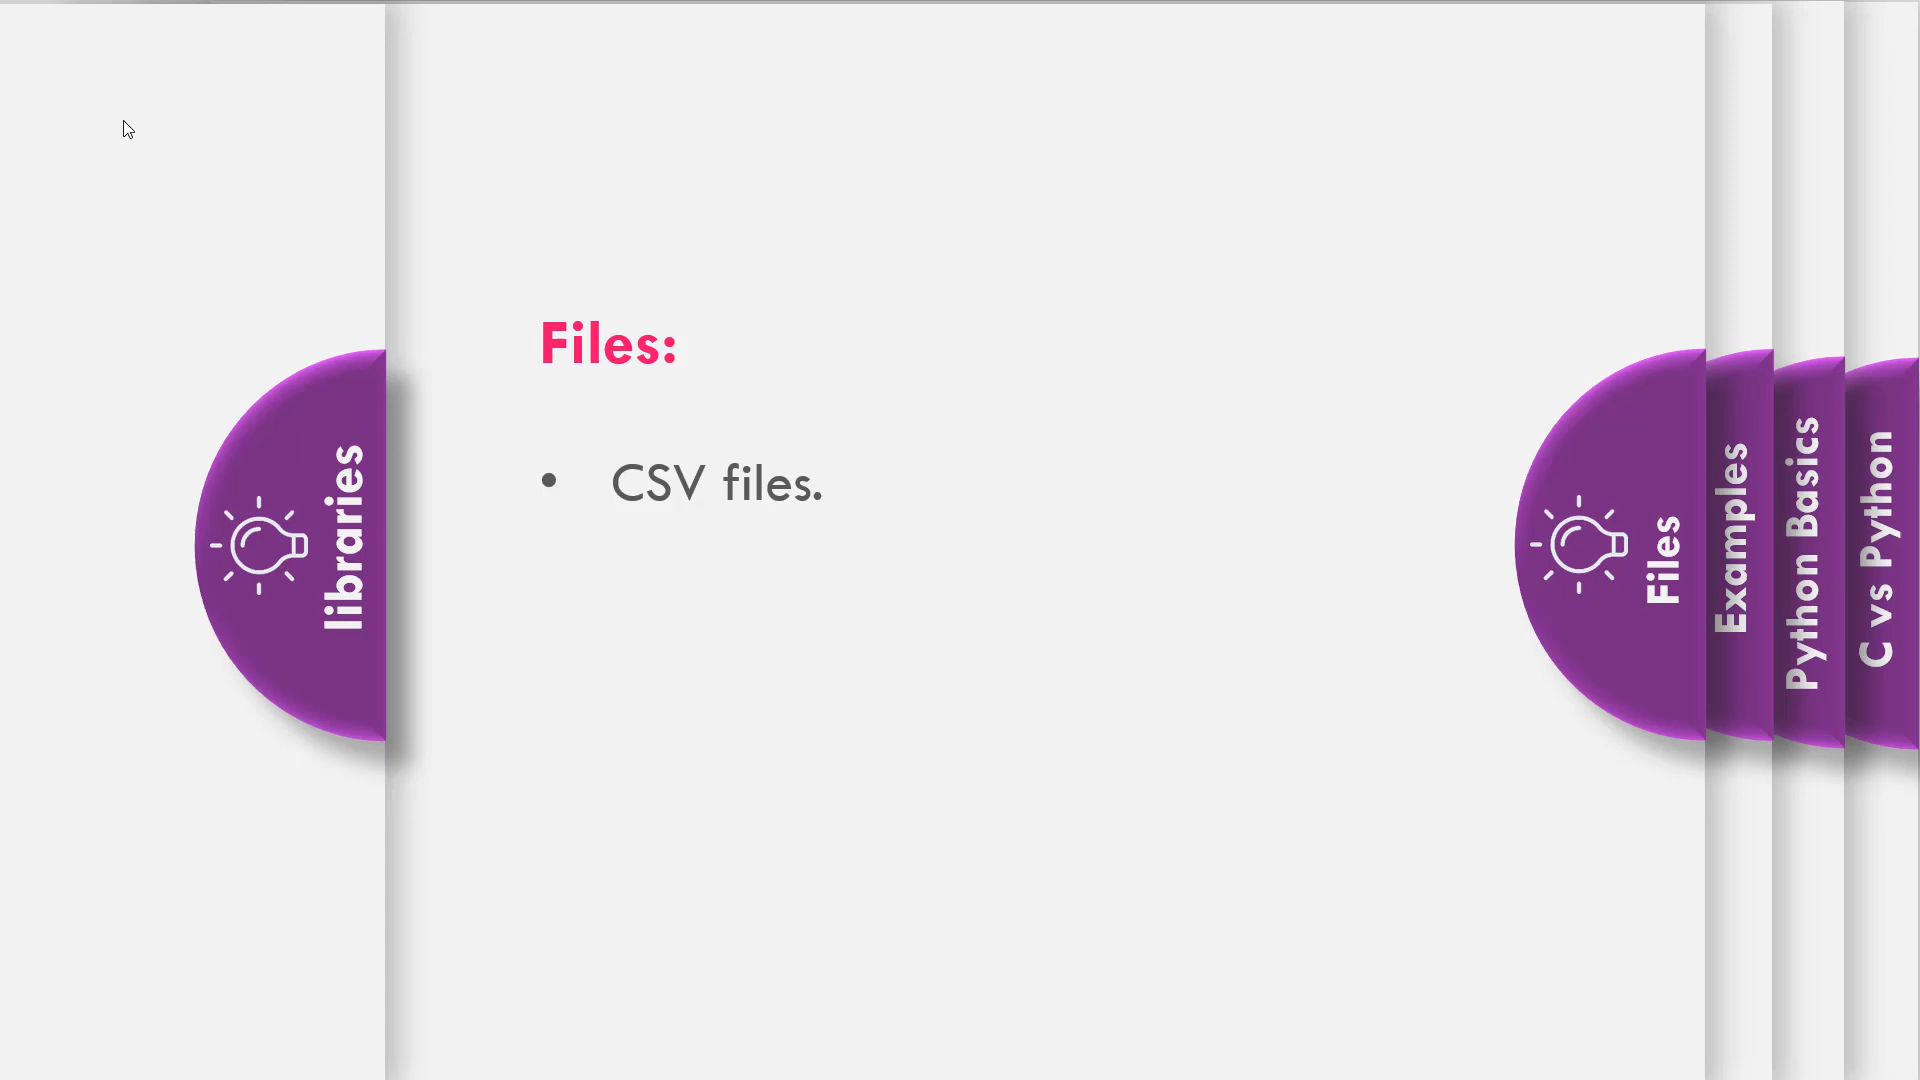 libraries
Files:
• CSV files.
Files
Examples
Python Basics
C vs Python